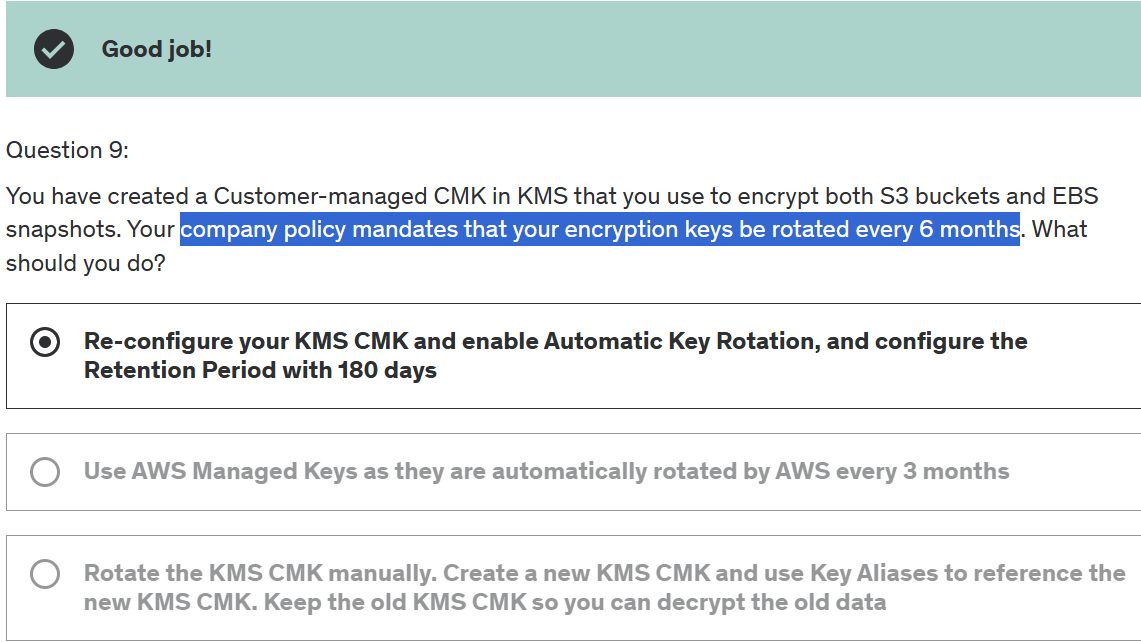 Good job!
Question 9:
You have created a Customer-managed CMK in KMS that you use to encrypt both S3 buckets and EBS
snapshots. Your company policy mandates that your encryption keys be rotated every 6 months. What
should you do?
Re-configure your KMS CMK and enable Automatic Key Rotation, and configure the
Retention Period with 180 days
Use AWS Managed Keys as they are automatically rotated by AWS every 3 months
Rotate the KMS CMK manually. Create a new KMS CMK and use Key Aliases to reference the
new KMS CMK. Keep the old KMS CMK so you can decrypt the old data